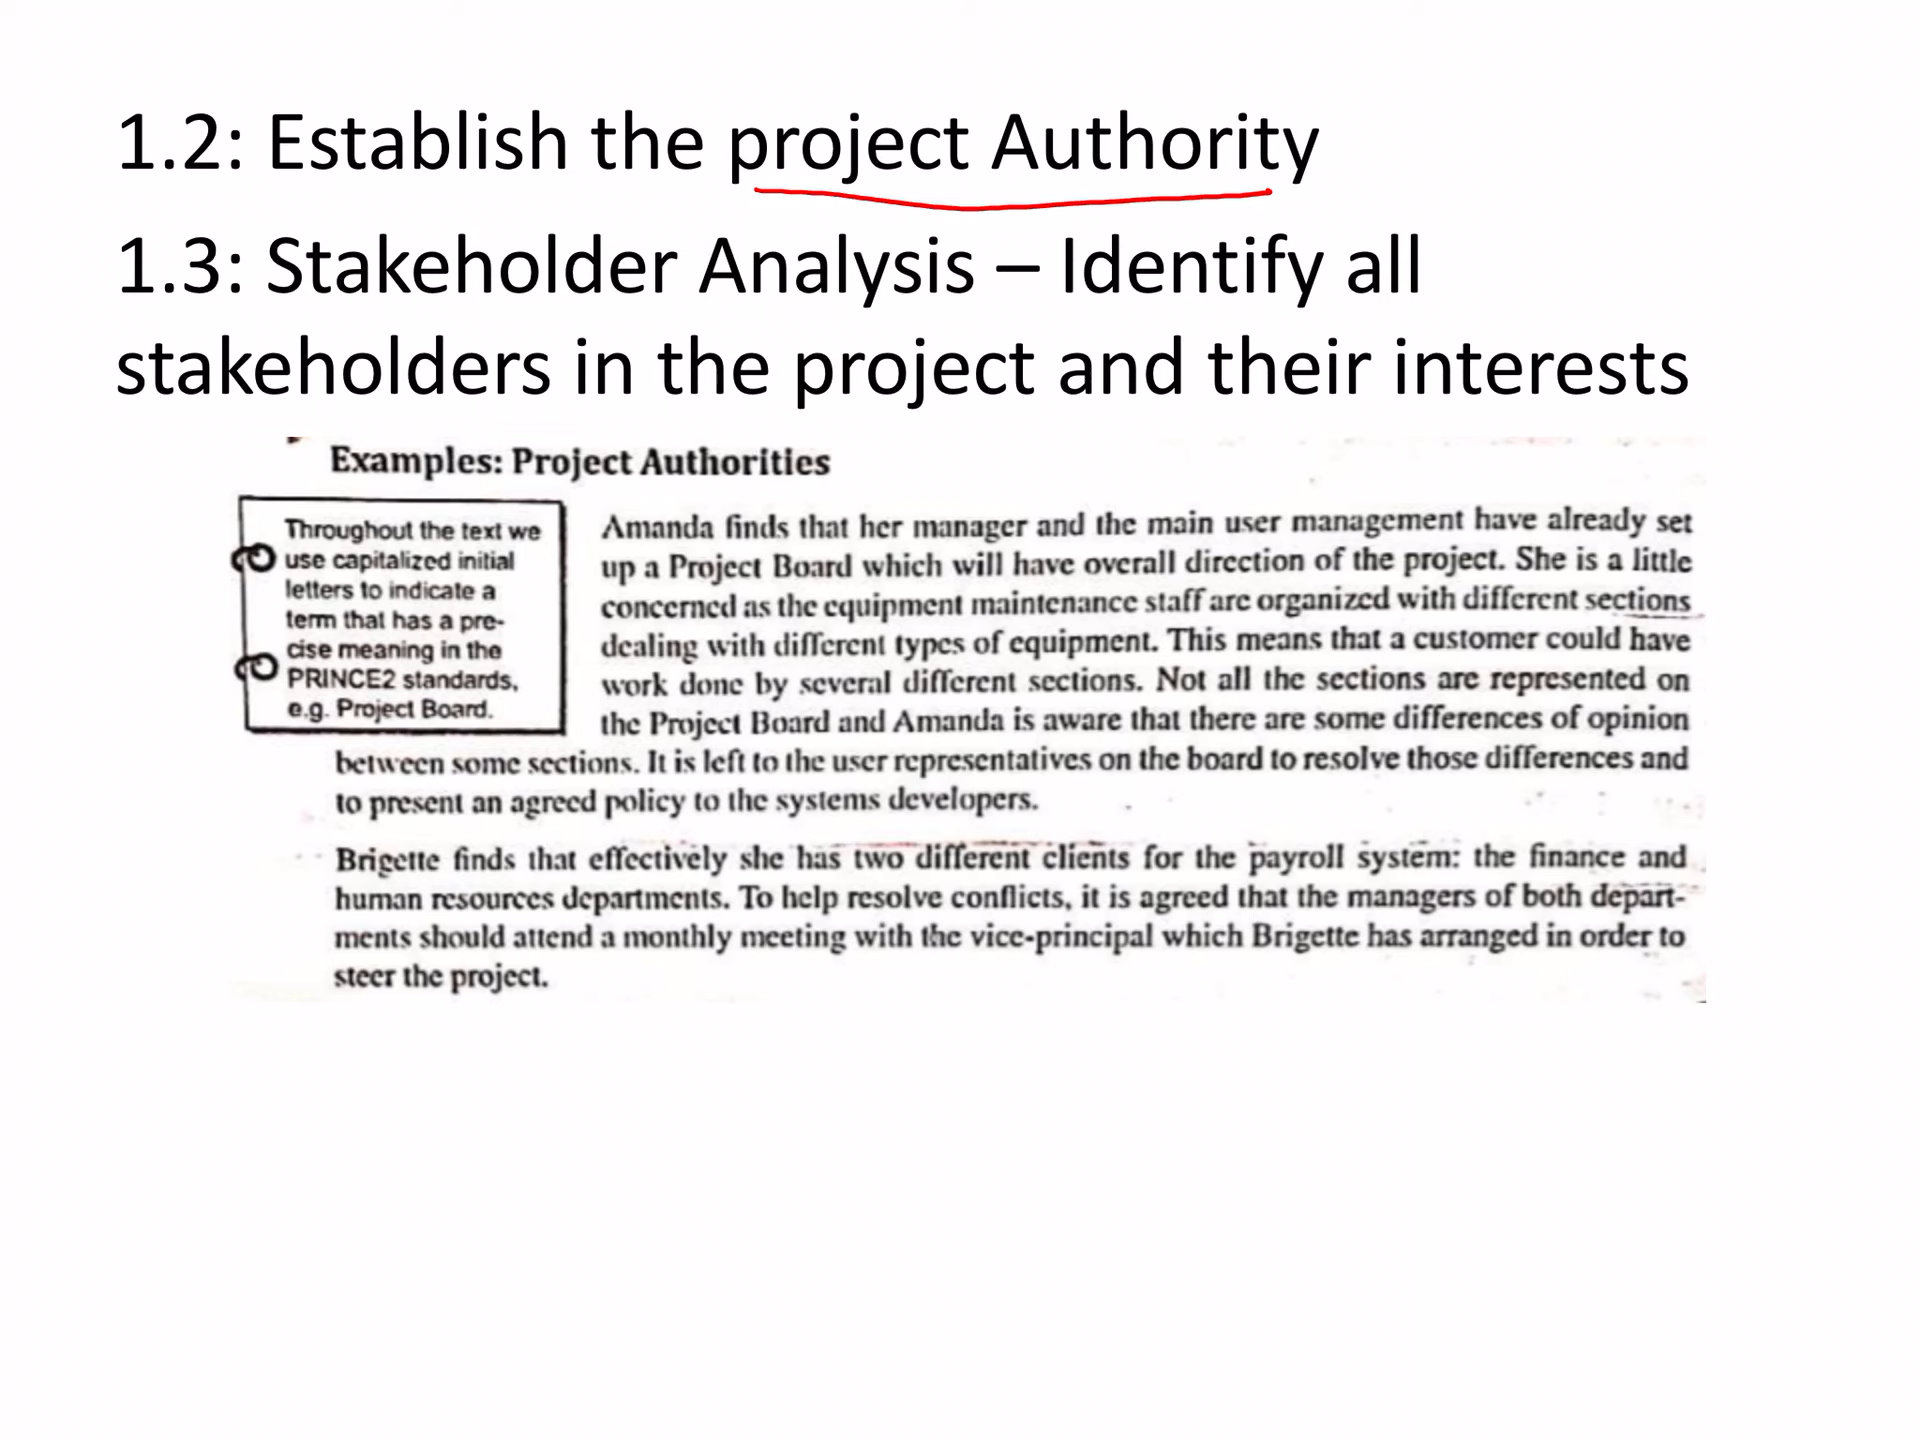 1.2: Establish the project Authority
1.3: Stakeholder Analysis – Identify all
stakeholders in the project and their interests
Examples: Project Authorities
Throughout the text we
use capitalized initial
letters to indicate a
term that has a pre-
cise meaning in the
PRINCE2 standards,
e.g. Project Board.
Amanda finds that her manager and the main user management have already set
up a Project Board which will have overall direction of the project. She is a little
concerned as the equipment maintenance staff are organized with different sections
dealing with different types of equipment. This means that a customer could have
work done by several different sections. Not all the sections are represented on
the Project Board and Amanda is aware that there are some differences of opinion
between some sections. It is left to the user representatives on the board to resolve those differences and
to present an agreed policy to the systems developers.
Brigette finds that effectively she has two different clients for the payroll system: the finance and
human resources departments. To help resolve conflicts, it is agreed that the managers of both depart-
ments should attend a monthly meeting with the vice-principal which Brigette has arranged in order to
steer the project.